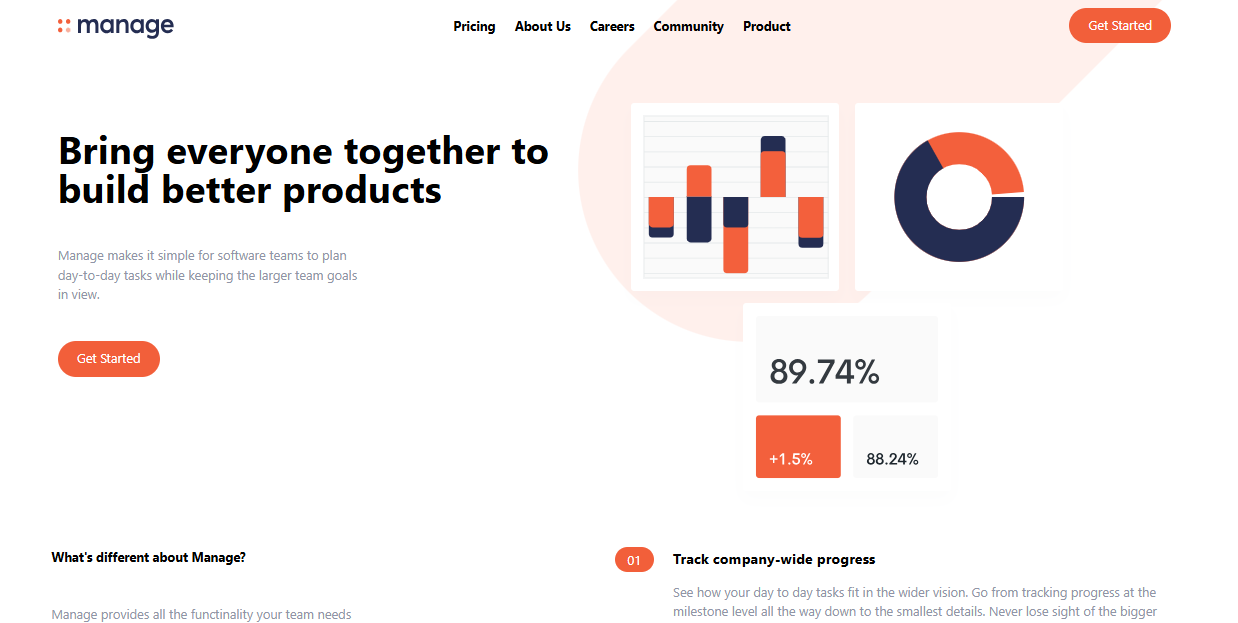 manage
Pricing About Us Careers Community Product
Get Started
Bring everyone together to
build better products
Manage makes it simple for software teams to plan
day-to-day tasks while keeping the larger team goals
in view.
Get Started
89.74%
+1.5%
88.24%
What's different about Manage?
Manage provides all the functinality your team needs
01
Track company-wide progress
See how your day to day tasks fit in the wider vision. Go from tracking progress at the
milestone level all the way down to the smallest details. Never lose sight of the bigger